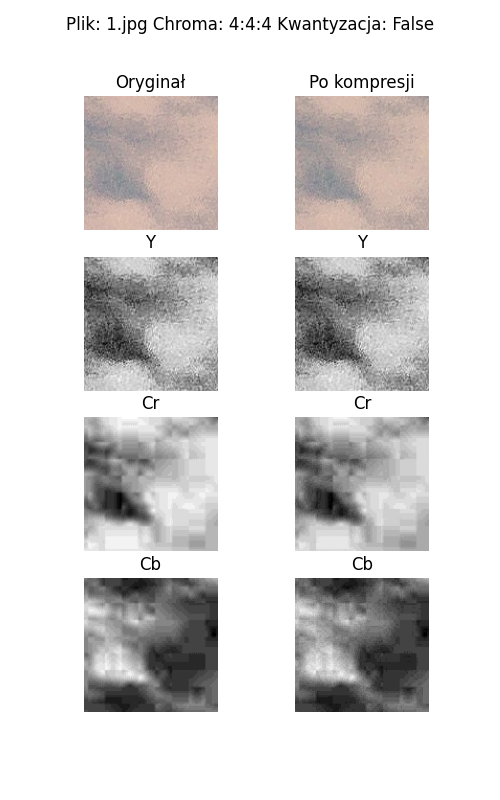 Plik: 1.jpg Chroma: 4:4:4 Kwantyzacja: False
Oryginał Po kompresji
Y Y
Cr Cr
Cb Cb